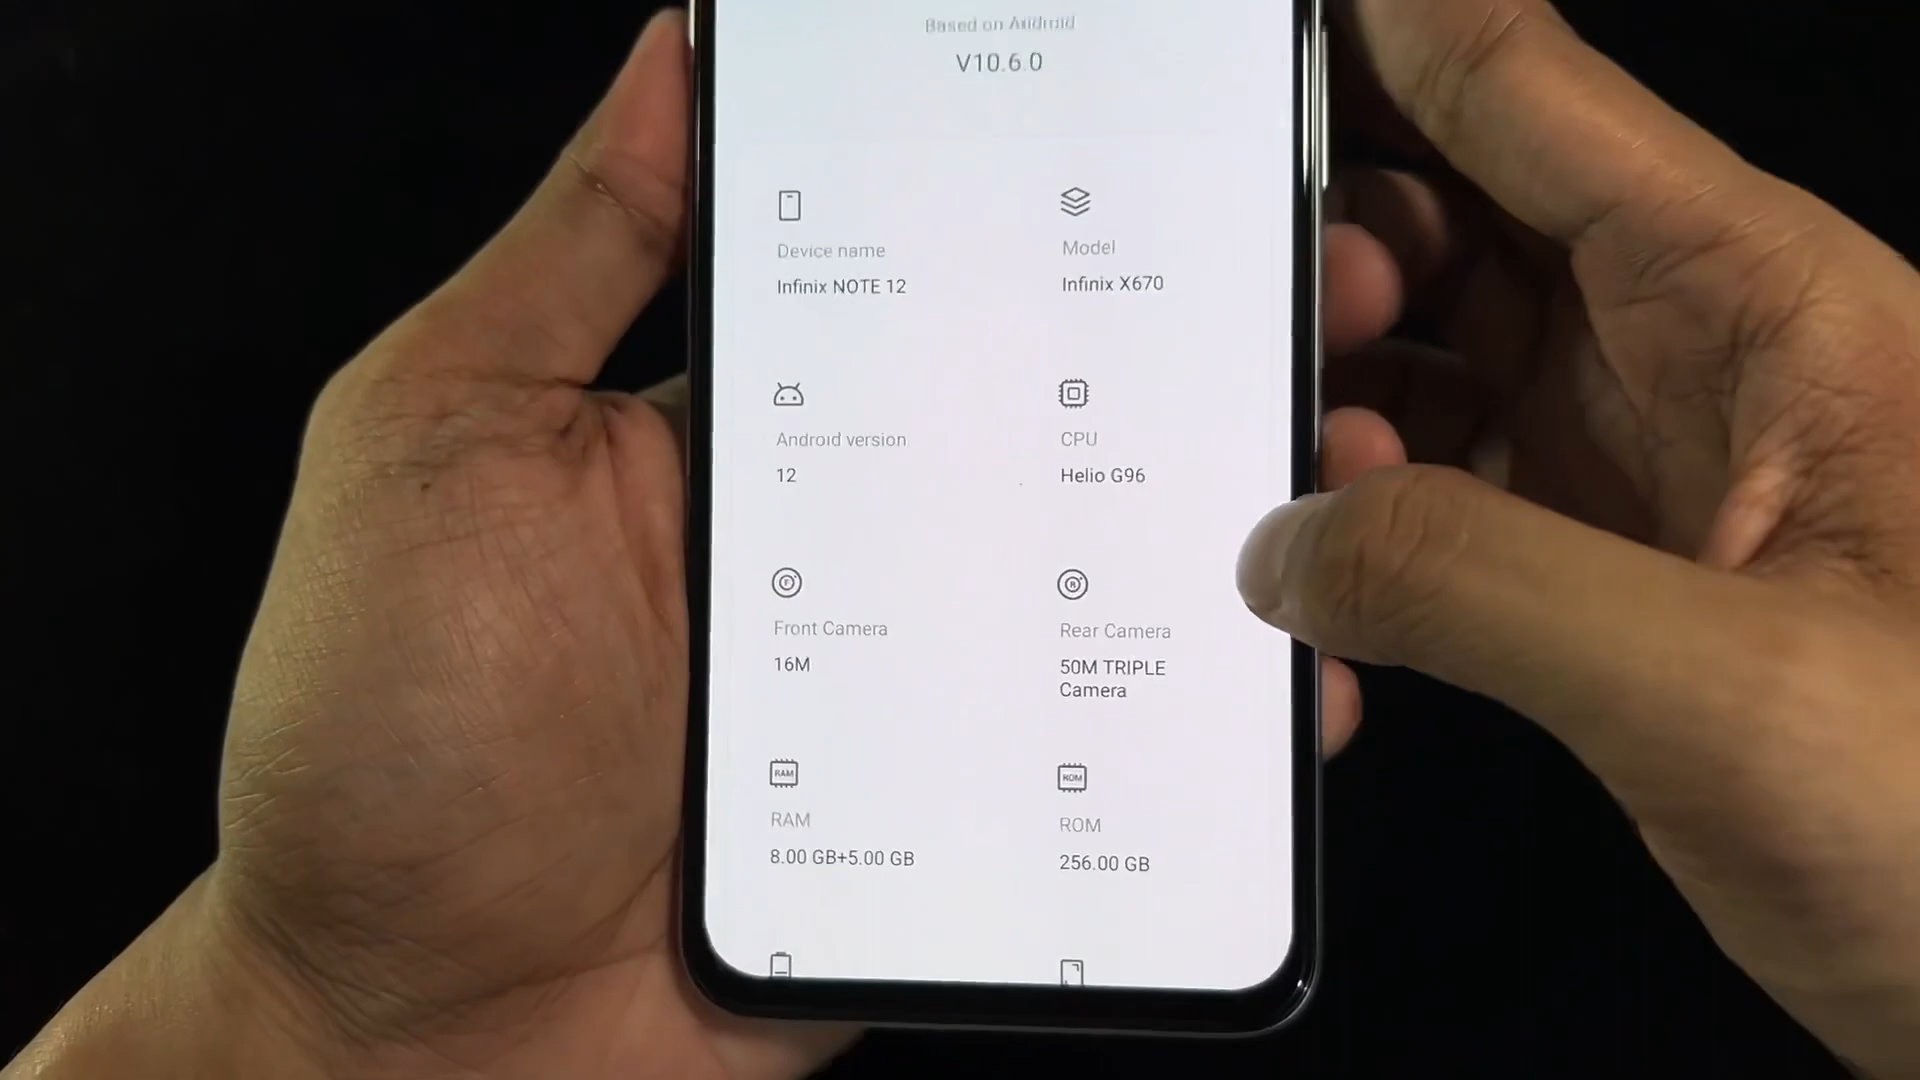 Based on Android
V10.6.0
Device name
Infinix NOTE 12
Model
Infinix X670
Android version
12
CPU
Helio G96
Front Camera
16M
Rear Camera
50M TRIPLE
Camera
RAM
RAM
8.00 GB+5.00 GB
ROM
ROM
256.00 GB